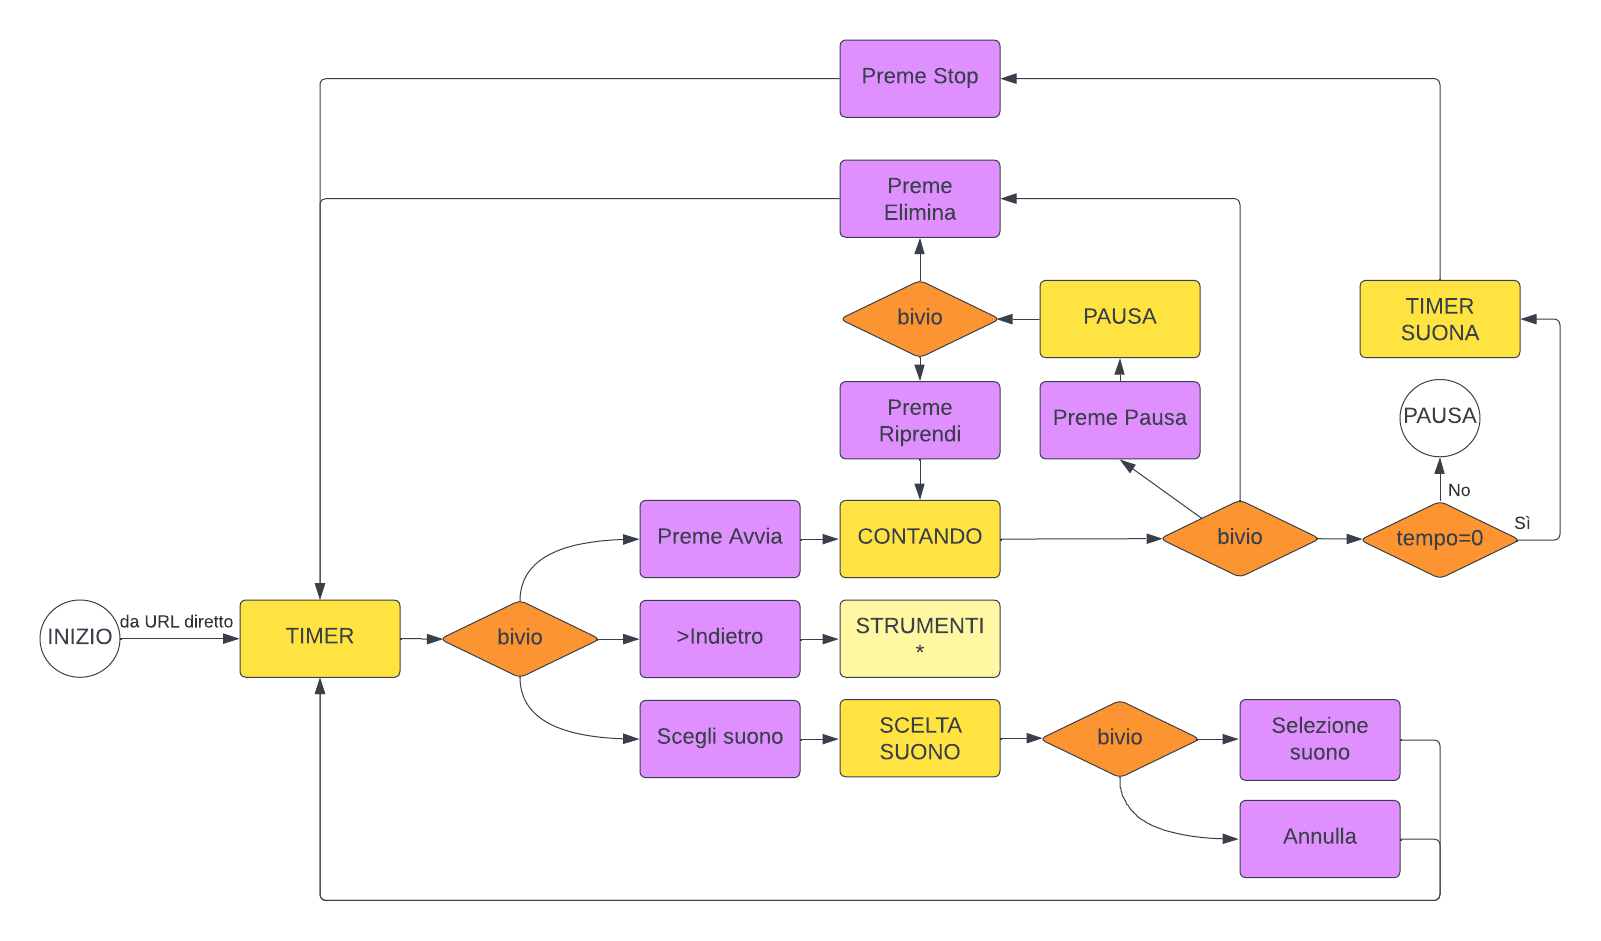 Preme Stop
Preme
Elimina
bivio
PAUSA
TIMER
SUONA
Preme
Riprendi
Preme Pausa
PAUSA
No
Sì
Preme Avvia
CONTANDO
bivio
tempo=0
INIZIO
da URL diretto
TIMER
bivio
>Indietro
STRUMENTI
*
Scegli suono
SCELTA
SUONO
bivio
Selezione
suono
Annulla